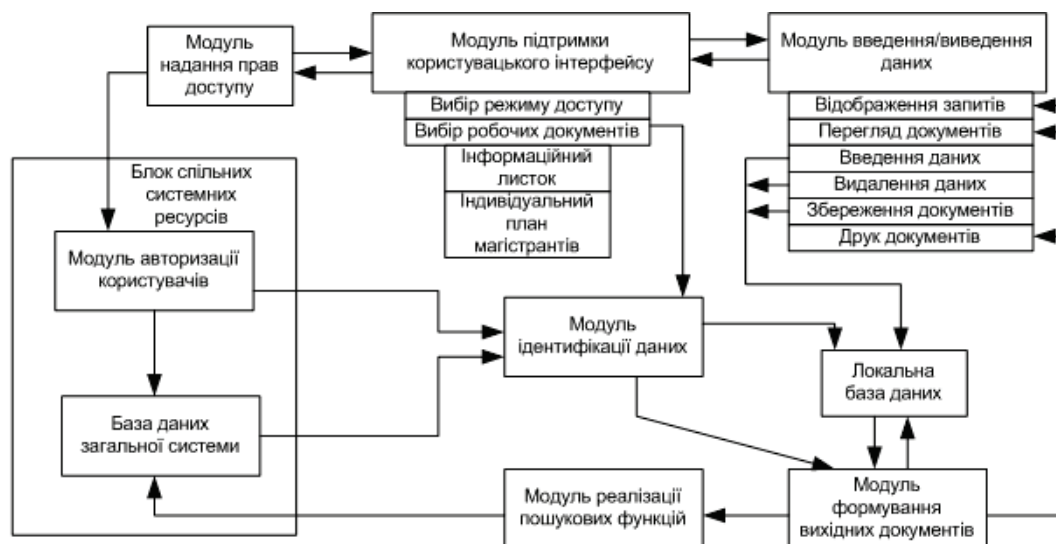 Модуль
надання прав
доступу
Модуль підтримки
користувацького інтерфейсу
Модуль введення/виведення
даних
Вибір режиму доступу
Вибір робочих документів
Інформаційний
листок
Індивідуальний
план
магістрантів
Відображення запитів
Перегляд документів
Введення даних
Видалення даних
Збереження документів
Друк документів
Блок спільних
системних
ресурсів
Модуль авторизації
користувачів
База даних
загальної системи
Модуль
ідентифікації даних
Локальна
база даних
Модуль реалізації
пошукових функцій
Модуль
формування
вихідних документів